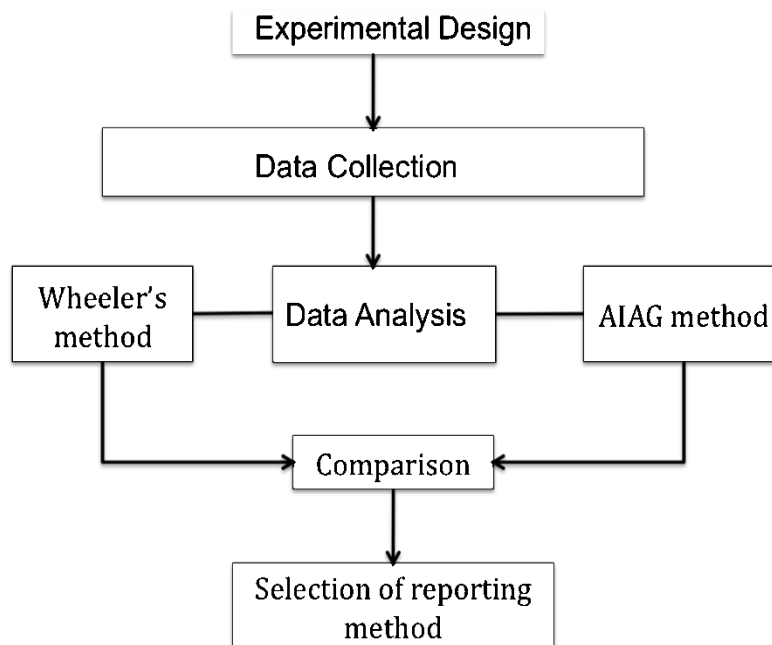 Experimental Design
Data Collection
Wheeler's
method
Data Analysis
AIAG method
Comparison
Selection of reporting
method